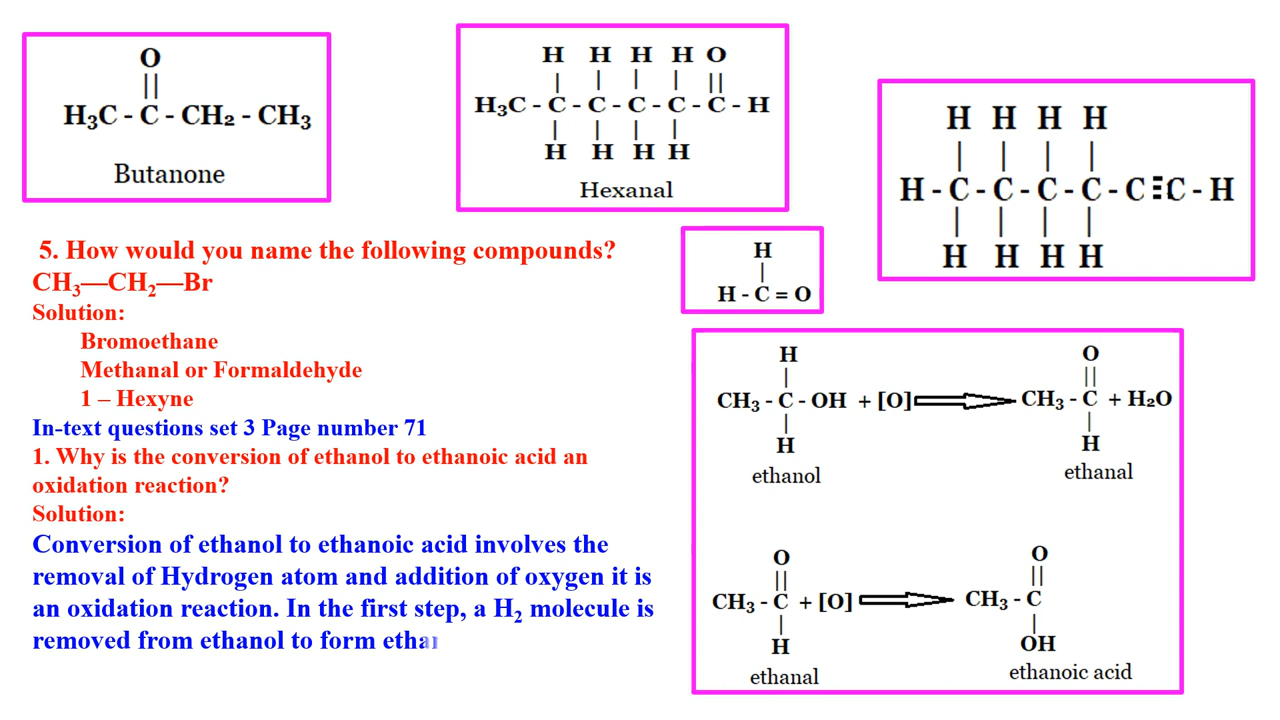 O
||
H₃C - C - CH₂ - CH₃
Butanone
H H H H O
| | | | ||
H₃C - C - C - C - C - C - H
| | | |
H H H H
Hexanal
H H H H
| | | |
H - C - C - C - C - C ≡ C - H
| | | |
H H H H
5. How would you name the following compounds?
CH₃—CH₂—Br
Solution:
Bromoethane
Methanal or Formaldehyde
1 – Hexyne
In-text questions set 3 Page number 71
1. Why is the conversion of ethanol to ethanoic acid an
oxidation reaction?
Solution:
Conversion of ethanol to ethanoic acid involves the
removal of Hydrogen atom and addition of oxygen it is
an oxidation reaction. In the first step, a H₂ molecule is
removed from ethanol to form ethan
H
|
H - C = O
H
|
CH₃ - C - OH + [O]
|
H
ethanol
O
||
CH₃ - C + H₂O
|
H
ethanal
O
||
CH₃ - C + [O]
|
H
ethanal
O
||
CH₃ - C
|
OH
ethanoic acid